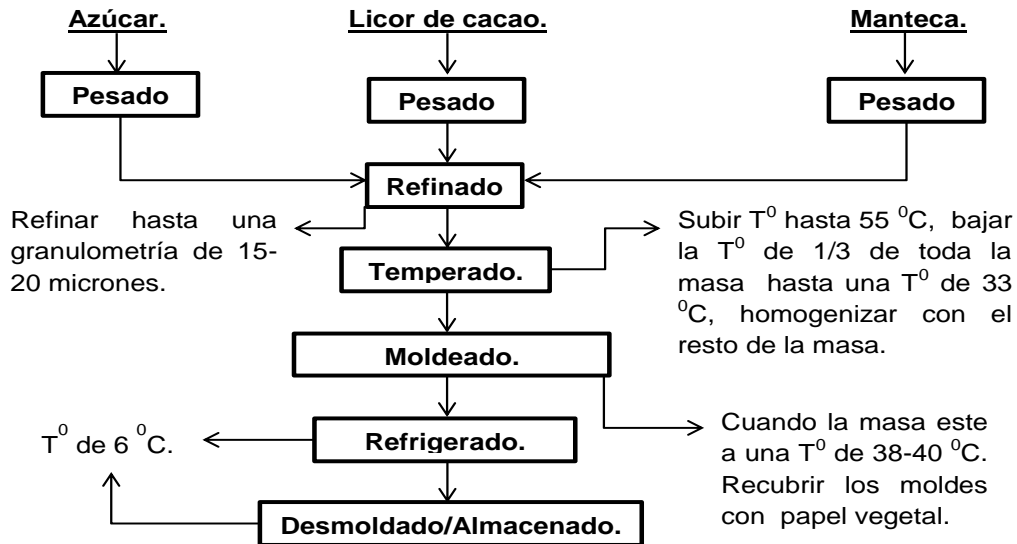 Azúcar.
Licor de cacao.
Manteca.
Pesado
Pesado
Pesado
Refinado
Refinar hasta una
granulometría de 15-
20 micrones.
Subir T⁰ hasta 55 ⁰C, bajar
la T⁰ de 1/3 de toda la
masa hasta una T⁰ de 33
⁰C, homogenizar con el
resto de la masa.
Temperado.
Moldeado.
Cuando la masa este
a una T⁰ de 38-40 ⁰C.
Recubrir los moldes
con papel vegetal.
Refrigerado.
T⁰ de 6 ⁰C.
Desmoldado/Almacenado.